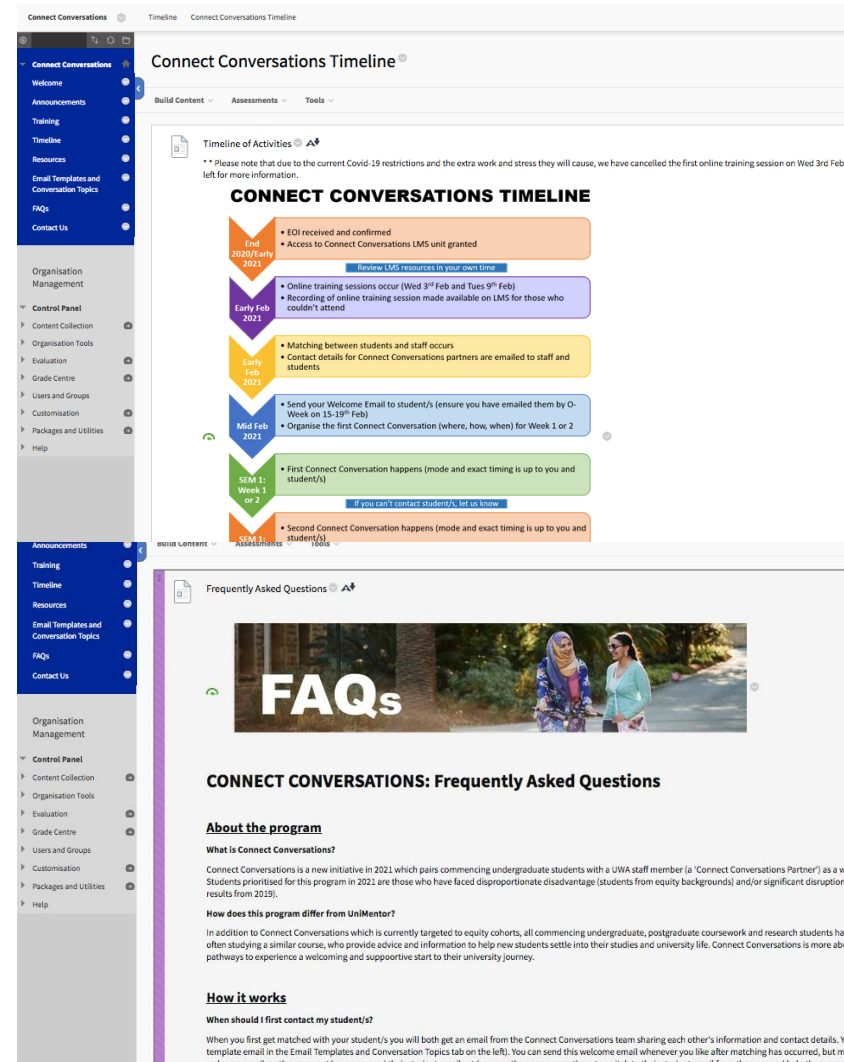 Connect Conversations
Timeline Connect Conversations Timeline
Connect Conversations
Welcome
Announcements
Training
Timeline
Resources
Email Templates and
Conversation Topics
FAQs
Contact Us
Organisation
Management
Control Panel
Content Collection
Organisation Tools
Evaluation
Grade Centre
Users and Groups
Customisation
Packages and Utilities
Help
Connect Conversations Timeline
Build Content Assessments Tools
Timeline of Activities
** Please note that due to the current Covid-19 restrictions and the extra work and stress they will cause, we have cancelled the first online training session on Wed 3rd Feb
left for more information.
CONNECT CONVERSATIONS TIMELINE
End
2020/Early
2021
• EOI received and confirmed
• Access to Connect Conversations LMS unit granted
Review LMS resources in your own time
Early Feb
2021
• Online training sessions occur (Wed 3rd Feb and Tues 9th Feb)
• Recording of online training session made available on LMS for those who
couldn't attend
Early
Feb
2021
• Matching between students and staff occurs
• Contact details for Connect Conversations partners are emailed to staff and
students
Mid Feb
2021
• Send your Welcome Email to student/s (ensure you have emailed them by O-
Week on 15-19th Feb)
• Organise the first Connect Conversation (where, how, when) for Week 1 or 2
SEM 1:
Week 1
or 2
• First Connect Conversation happens (mode and exact timing is up to you and
student/s)
If you can't contact student/s, let us know
SEM 1:
• Second Connect Conversation happens (mode and exact timing is up to you and
student/s)
Announcements
Training
Timeline
Resources
Email Templates and
Conversation Topics
FAQs
Contact Us
Organisation
Management
Control Panel
Content Collection
Organisation Tools
Evaluation
Grade Centre
Users and Groups
Customisation
Packages and Utilities
Help
Build Content Assessments Tools
Frequently Asked Questions
FAQs
CONNECT CONVERSATIONS: Frequently Asked Questions
About the program
What is Connect Conversations?
Connect Conversations is a new initiative in 2021 which pairs commencing undergraduate students with a UWA staff member (a 'Connect Conversations Partner') as a w
Students prioritised for this program in 2021 are those who have faced disproportionate disadvantage (students from equity backgrounds) and/or significant disruption
results from 2019).
How does this program differ from UniMentor?
In addition to Connect Conversations which is currently targeted to equity cohorts, all commencing undergraduate, postgraduate coursework and research students ha
often studying a similar course, who provide advice and information to help new students settle into their studies and university life. Connect Conversations is more abo
pathways to experience a welcoming and suppoortive start to their university journey.
How it works
When should I first contact my student/s?
When you first get matched with your student/s you will both get an email from the Connect Conversations team sharing each other's information and contact details. Y
template email in the Email Templates and Conversation Topics tab on the left). You can send this welcome email whenever you like after matching has occurred, but m